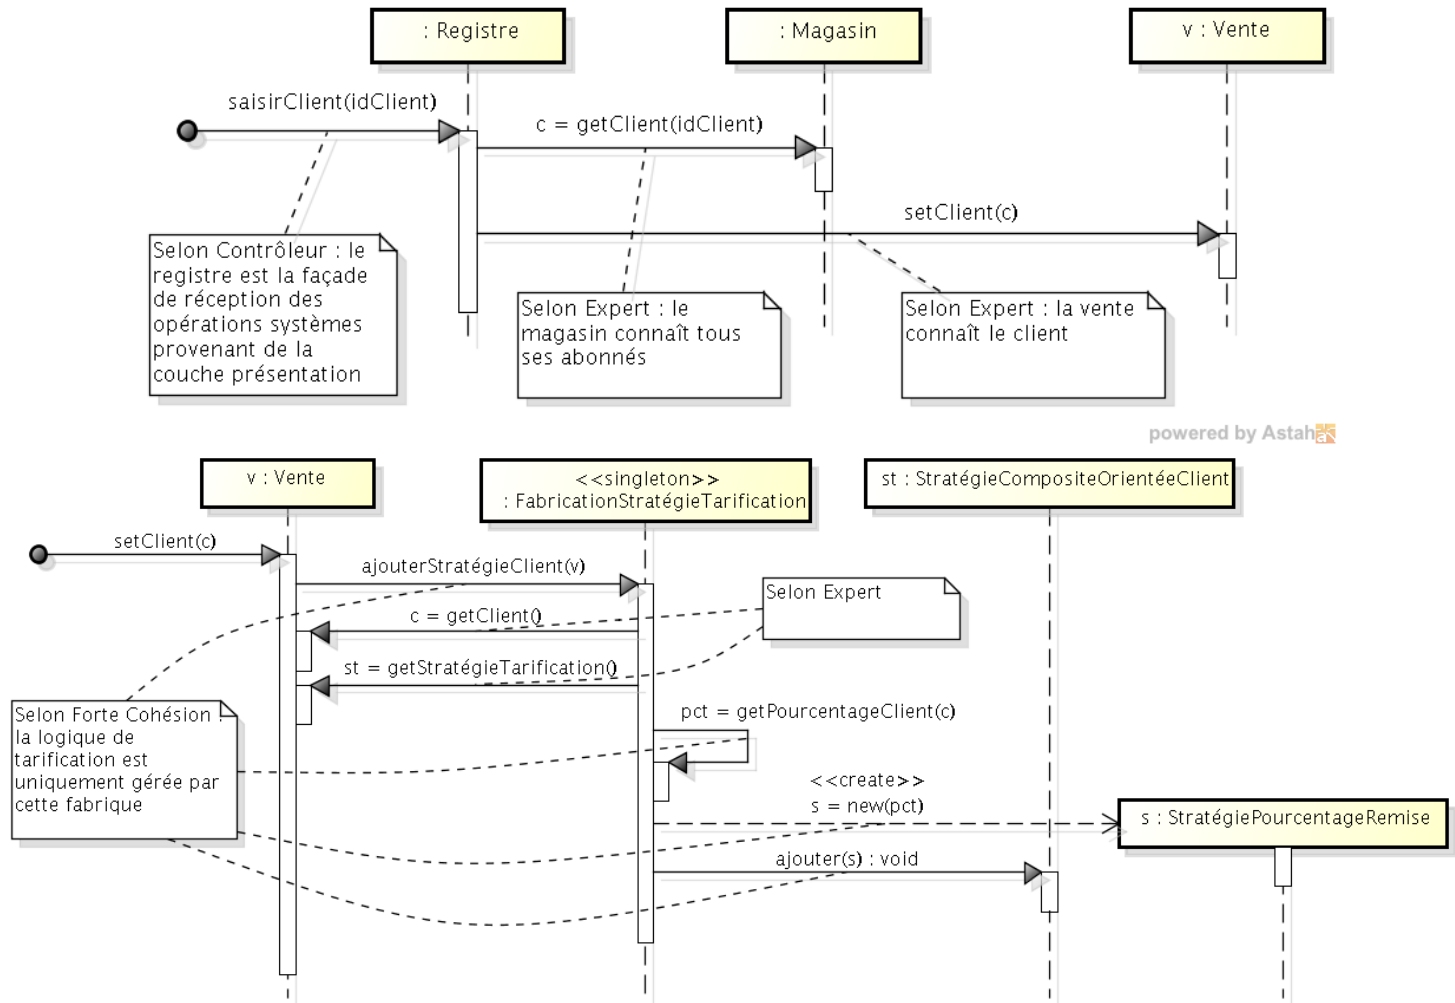 : Registre
: Magasin
v : Vente
saisirClient(idClient)
c = getClient(idClient)
setClient(c)
Selon Contrôleur : le
registre est la façade
de réception des
opérations systèmes
provenant de la
couche présentation
Selon Expert : le
magasin connaît tous
ses abonnés
Selon Expert : la vente
connaît le client
powered by Astah
v : Vente
<<singleton>>
: FabricationStratégieTarification
st : StratégieCompositeOrientéeClient
setClient(c)
ajouterStratégieClient(v)
Selon Expert
c = getClient()
st = getStratégieTarification()
Selon Forte Cohésion :
la logique de
tarification est
uniquement gérée par
cette fabrique
pct = getPourcentageClient(c)
<<create>>
s = new(pct)
s : StratégiePourcentageRemise
ajouter(s) : void